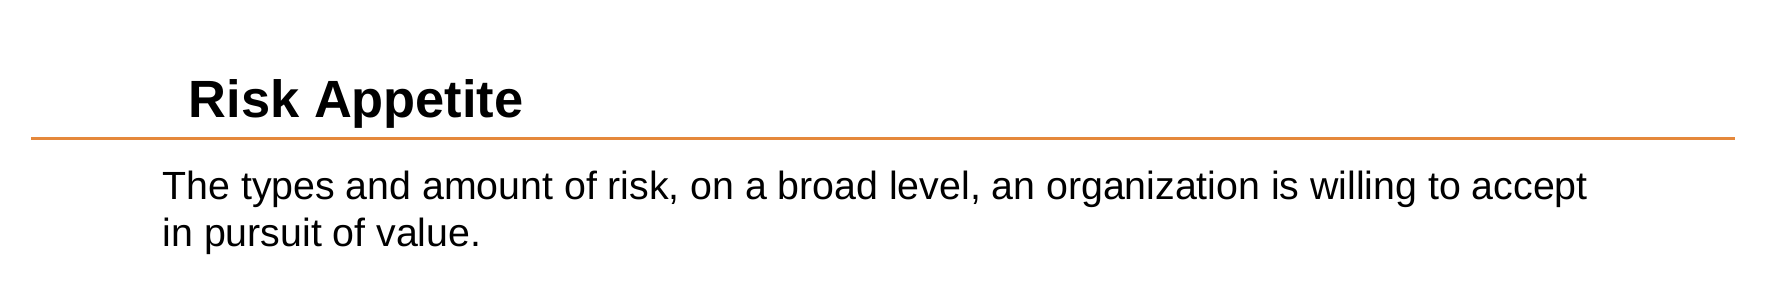 Risk Appetite
The types and amount of risk, on a broad level, an organization is willing to accept
in pursuit of value.